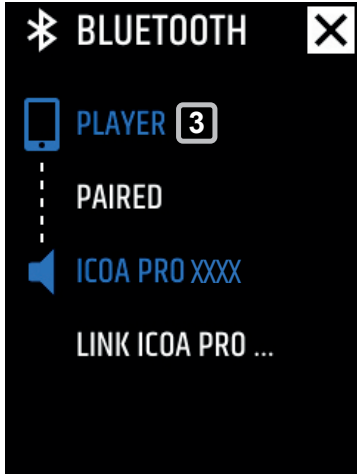 BLUETOOTH
PLAYER 3
PAIRED
ICOA PRO XXXX
LINK ICOA PRO ...